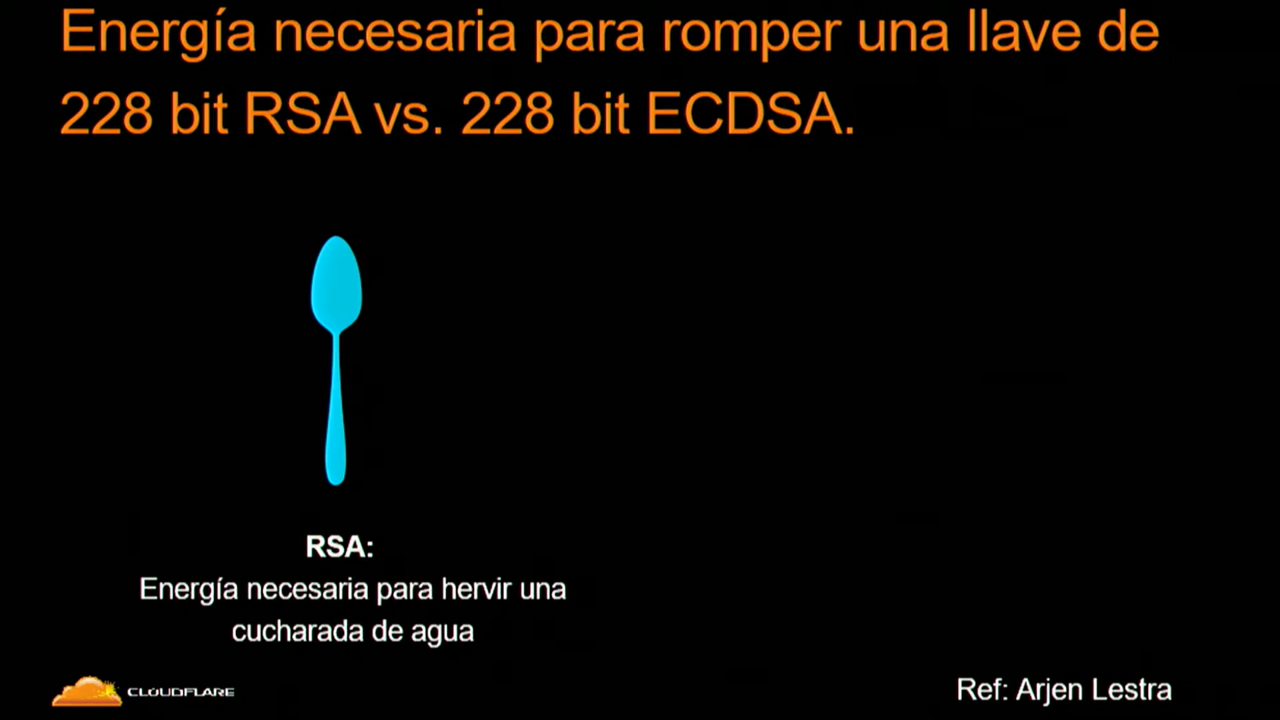 Energía necesaria para romper una llave de
228 bit RSA vs. 228 bit ECDSA.
RSA:
Energía necesaria para hervir una
cucharada de agua
CLOUDFLARE
Ref: Arjen Lestra